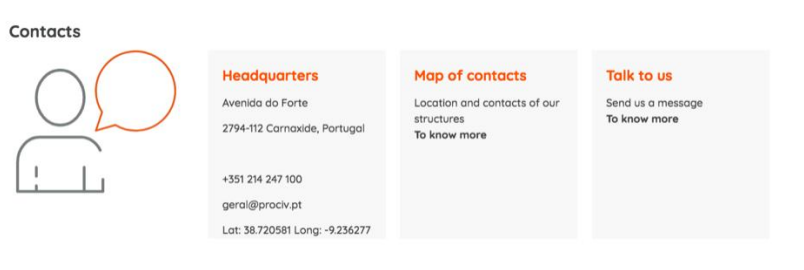 Contacts
Headquarters
Avenida do Forte
2794-112 Carnaxide, Portugal
+351 214 247 100
geral@prociv.pt
Lat: 38.720581 Long: -9.236277
Map of contacts
Location and contacts of our
structures
To know more
Talk to us
Send us a message
To know more